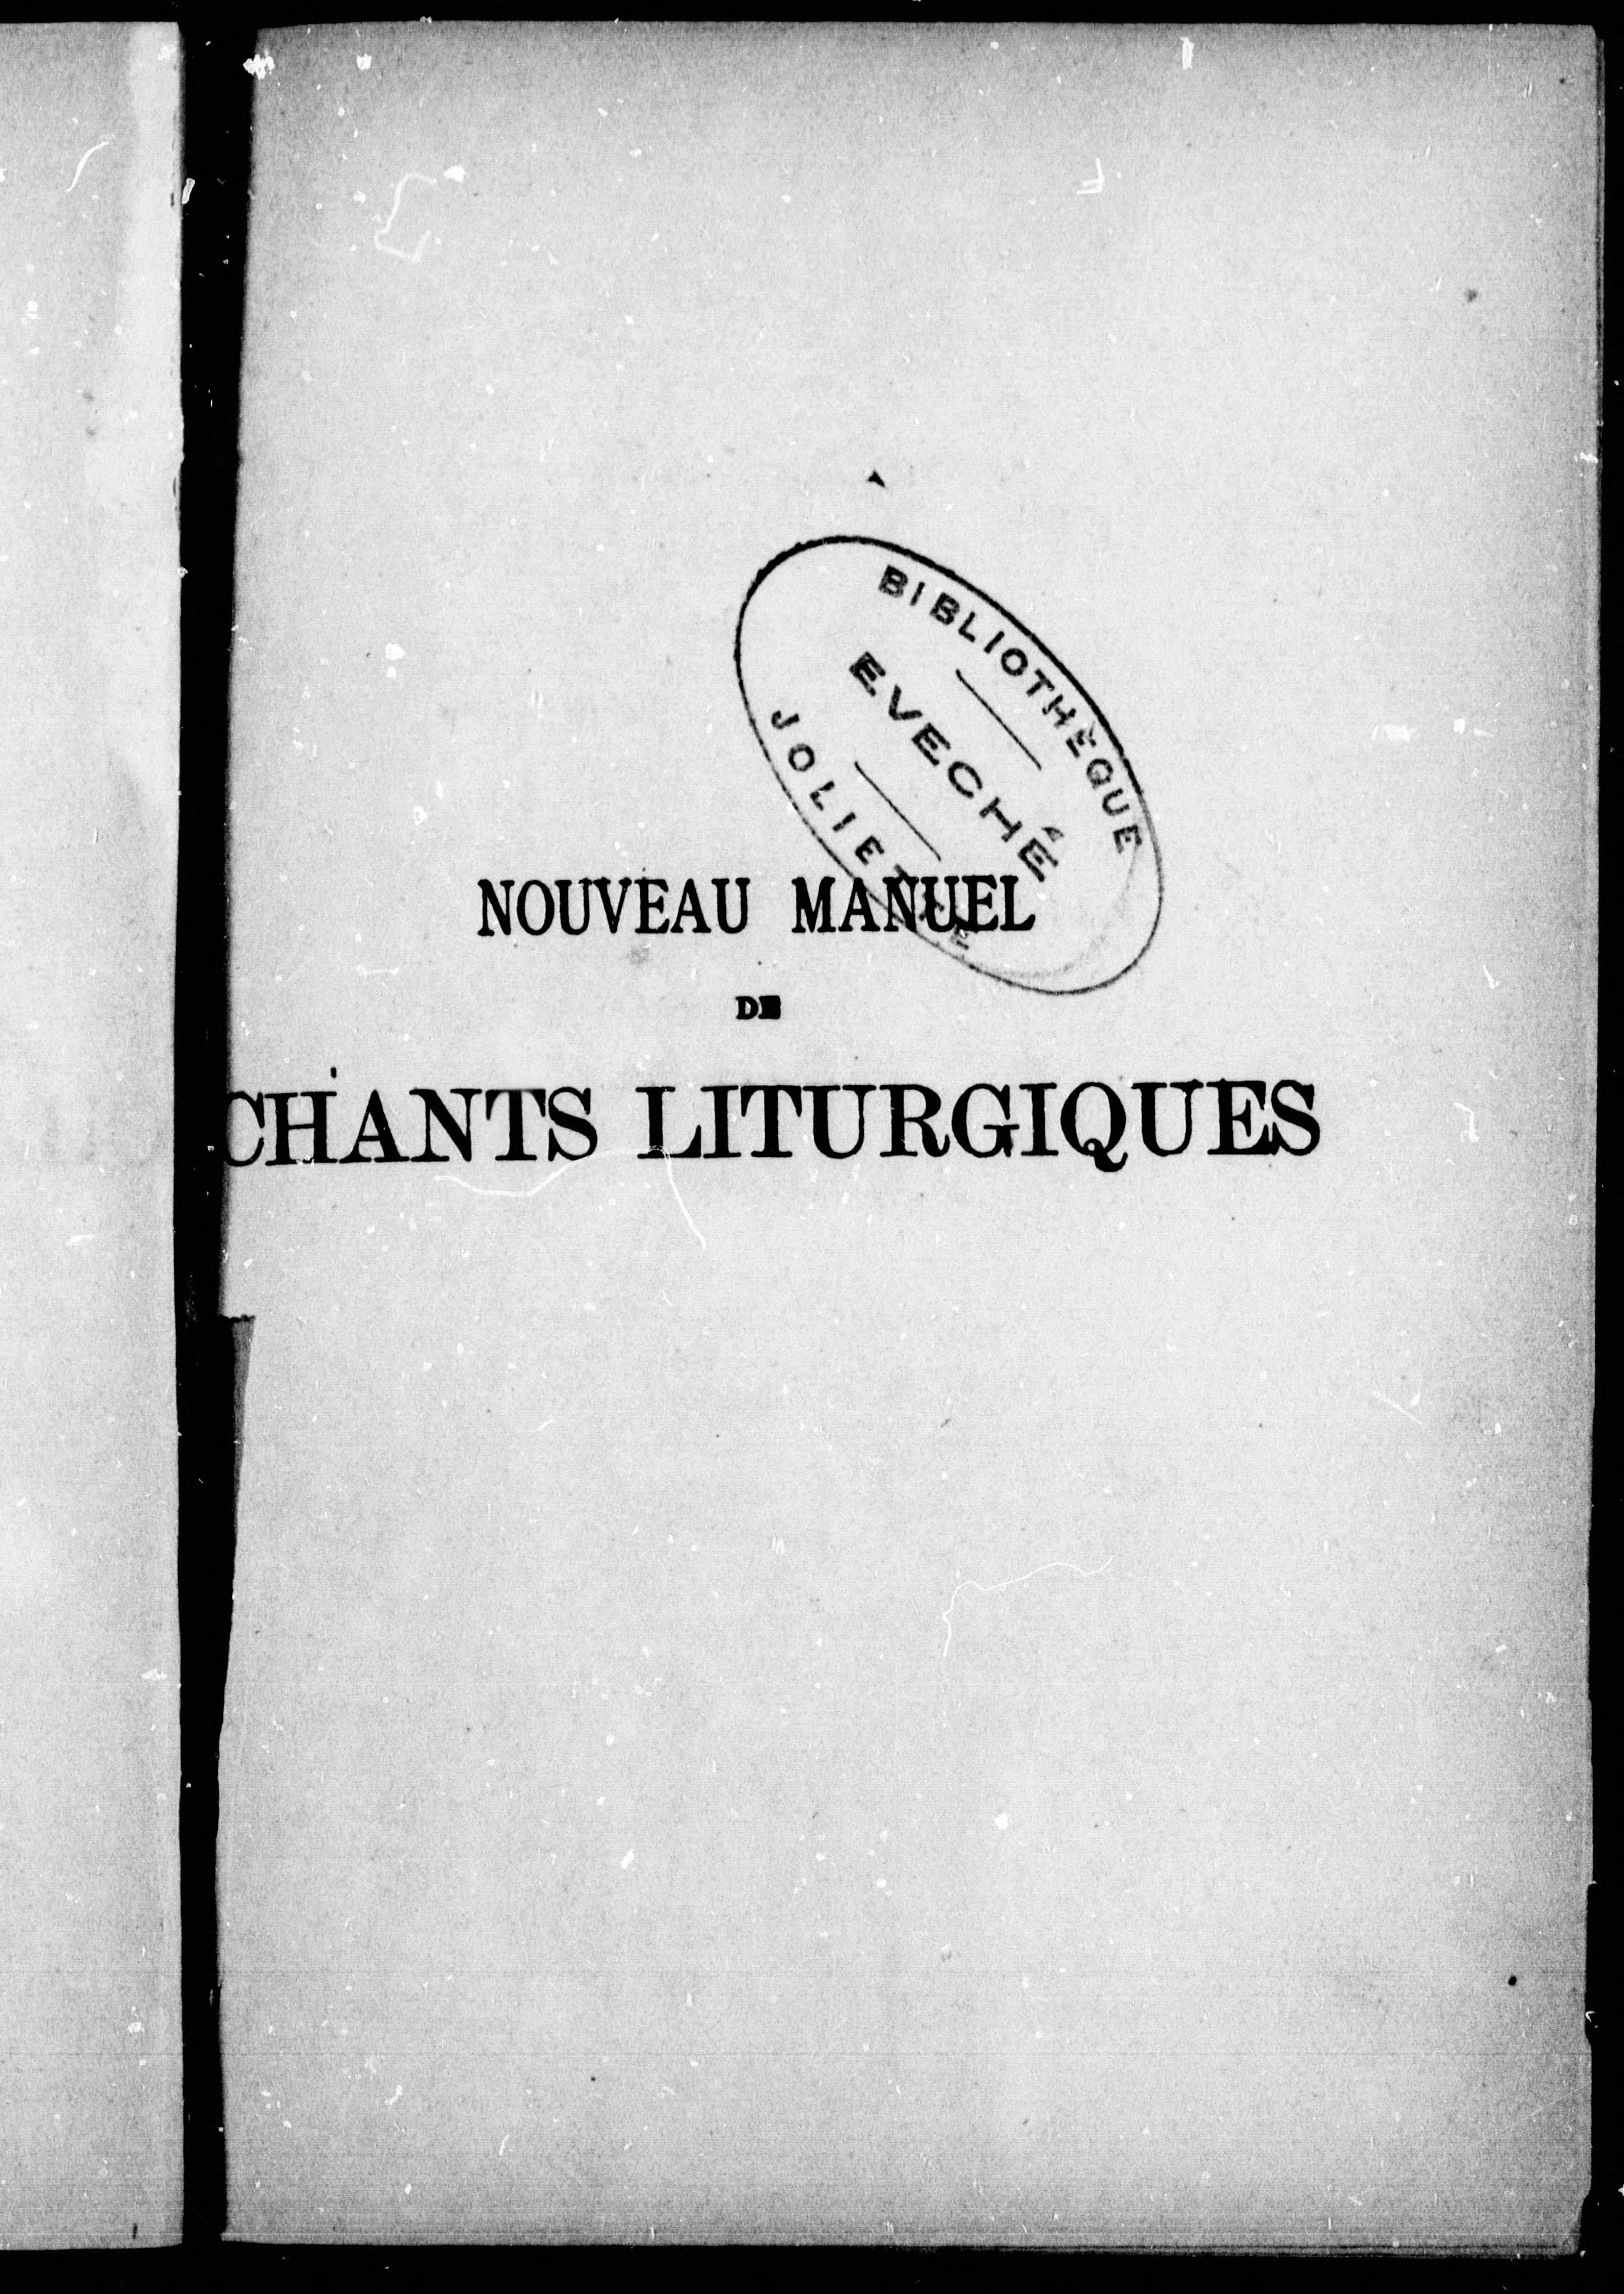 BIBLIOTHÈQUE
EVECHÉ
JOLIETTE
NOUVEAU MANUEL
DE
CHANTS LITURGIQUES